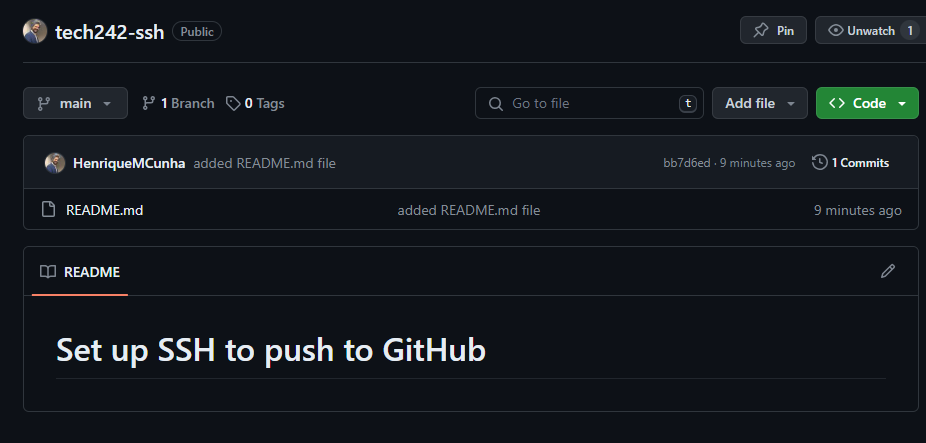 tech242-ssh Public Pin Unwatch 1
main 1 Branch 0 Tags Go to file t Add file Code
HenriqueMCunha added README.md file bb7d6ed · 9 minutes ago 1 Commits
README.md added README.md file 9 minutes ago
README
Set up SSH to push to GitHub